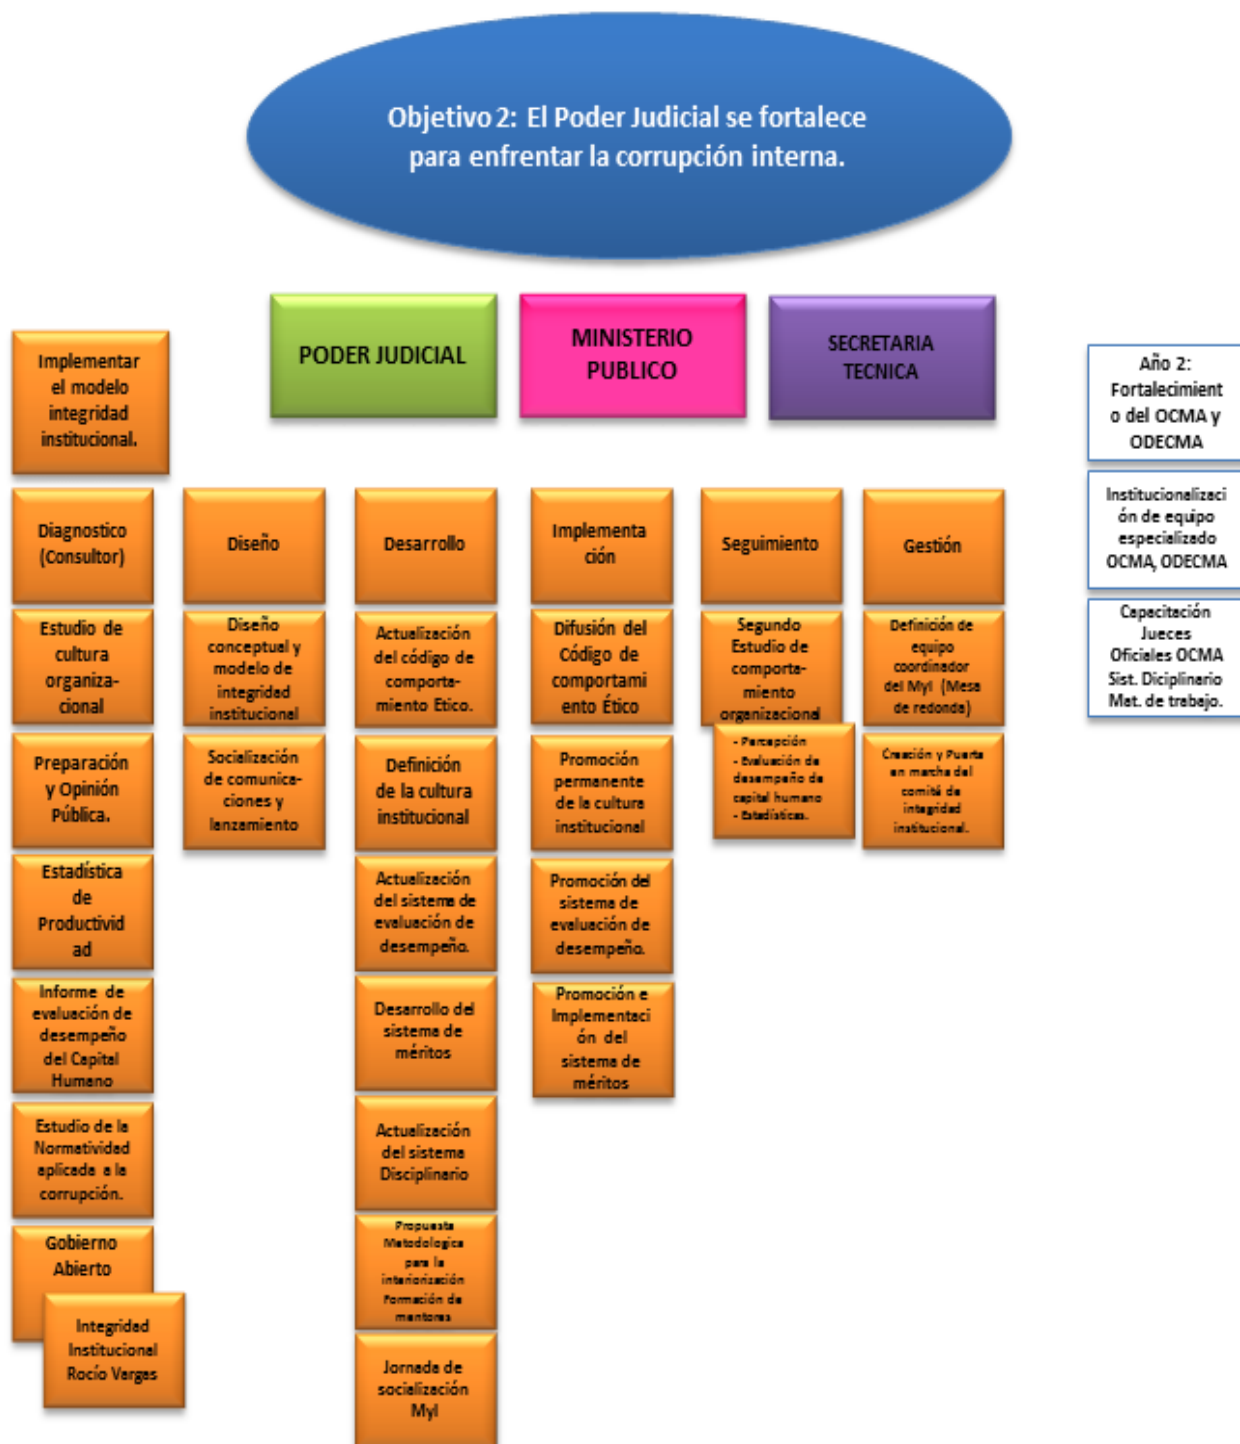 Objetivo 2: El Poder Judicial se fortalece
para enfrentar la corrupción interna.
PODER JUDICIAL
MINISTERIO
PUBLICO
SECRETARIA
TECNICA
Implementar
el modelo
integridad
institucional.
Año 2:
Fortalecimient
o del OCMA y
ODECMA
Institucionalizaci
ón de equipo
especializado
OCMA, ODECMA
Capacitación
Jueces
Oficiales OCMA
Sist. Diciplinario
Mat. de trabajo.
Diagnostico
(Consultor)
Estudio de
cultura
organiza-
cional
Preparación
y Opinión
Pública.
Estadística
de
Productivid
ad
Informe de
evaluación de
desempeño
del Capital
Humano
Estudio de la
Normatividad
aplicada a la
corrupción.
Gobierno
Abierto
Integridad
Institucional
Rocío Vargas
Diseño
Diseño
conceptual y
modelo de
integridad
institucional
Socialización
de comunica-
ciones y
lanzamiento
Desarrollo
Actualización
del código de
comporta-
miento Etico.
Definición
de la cultura
institucional
Actualización
del sistema de
evaluación de
desempeño.
Desarrollo del
sistema de
méritos
Actualización
del sistema
Disciplinario
Propuesta
Metodologica
para la
interiorización
Formación de
mentores
Jornada de
socialización
MyI
Implementa
ción
Difusión del
Código de
comportami
ento Ético
Promoción
permanente
de la cultura
institucional
Promoción del
sistema de
evaluación de
desempeño.
Promoción e
Implementaci
ón del
sistema de
méritos
Seguimiento
Segundo
Estudio de
comporta-
miento
organizacional
- Percepción
- Evaluación de
desempeño de
capital humano
- Estadísticas.
Gestión
Definición de
equipo
coordinador
del MyI (Mesa
de redonda)
Creación y Puerta
en marcha del
comité de
integridad
institucional.